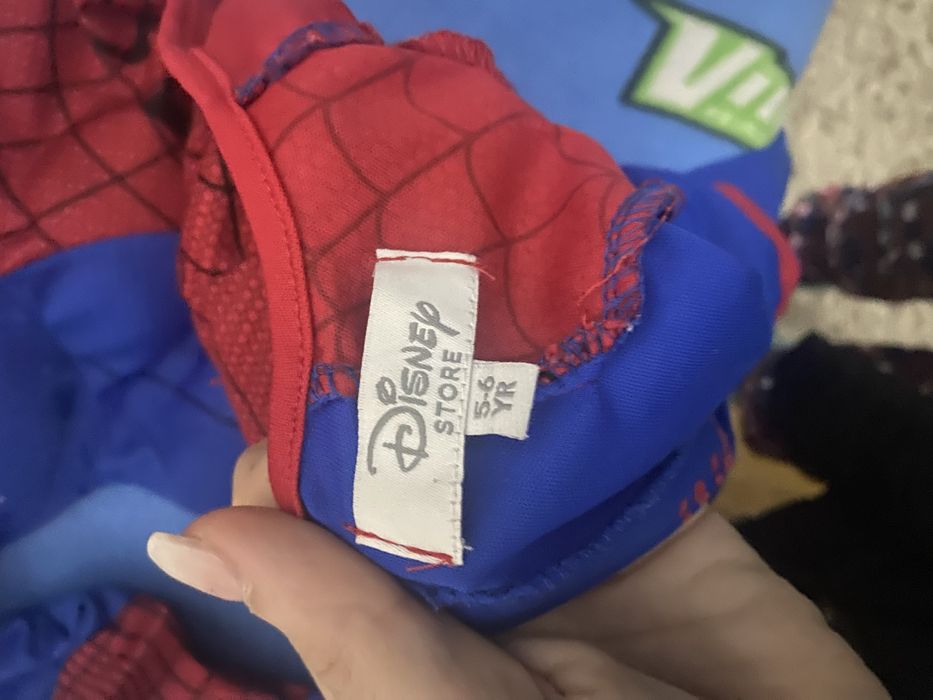 Disney
STORE
5-6
YR